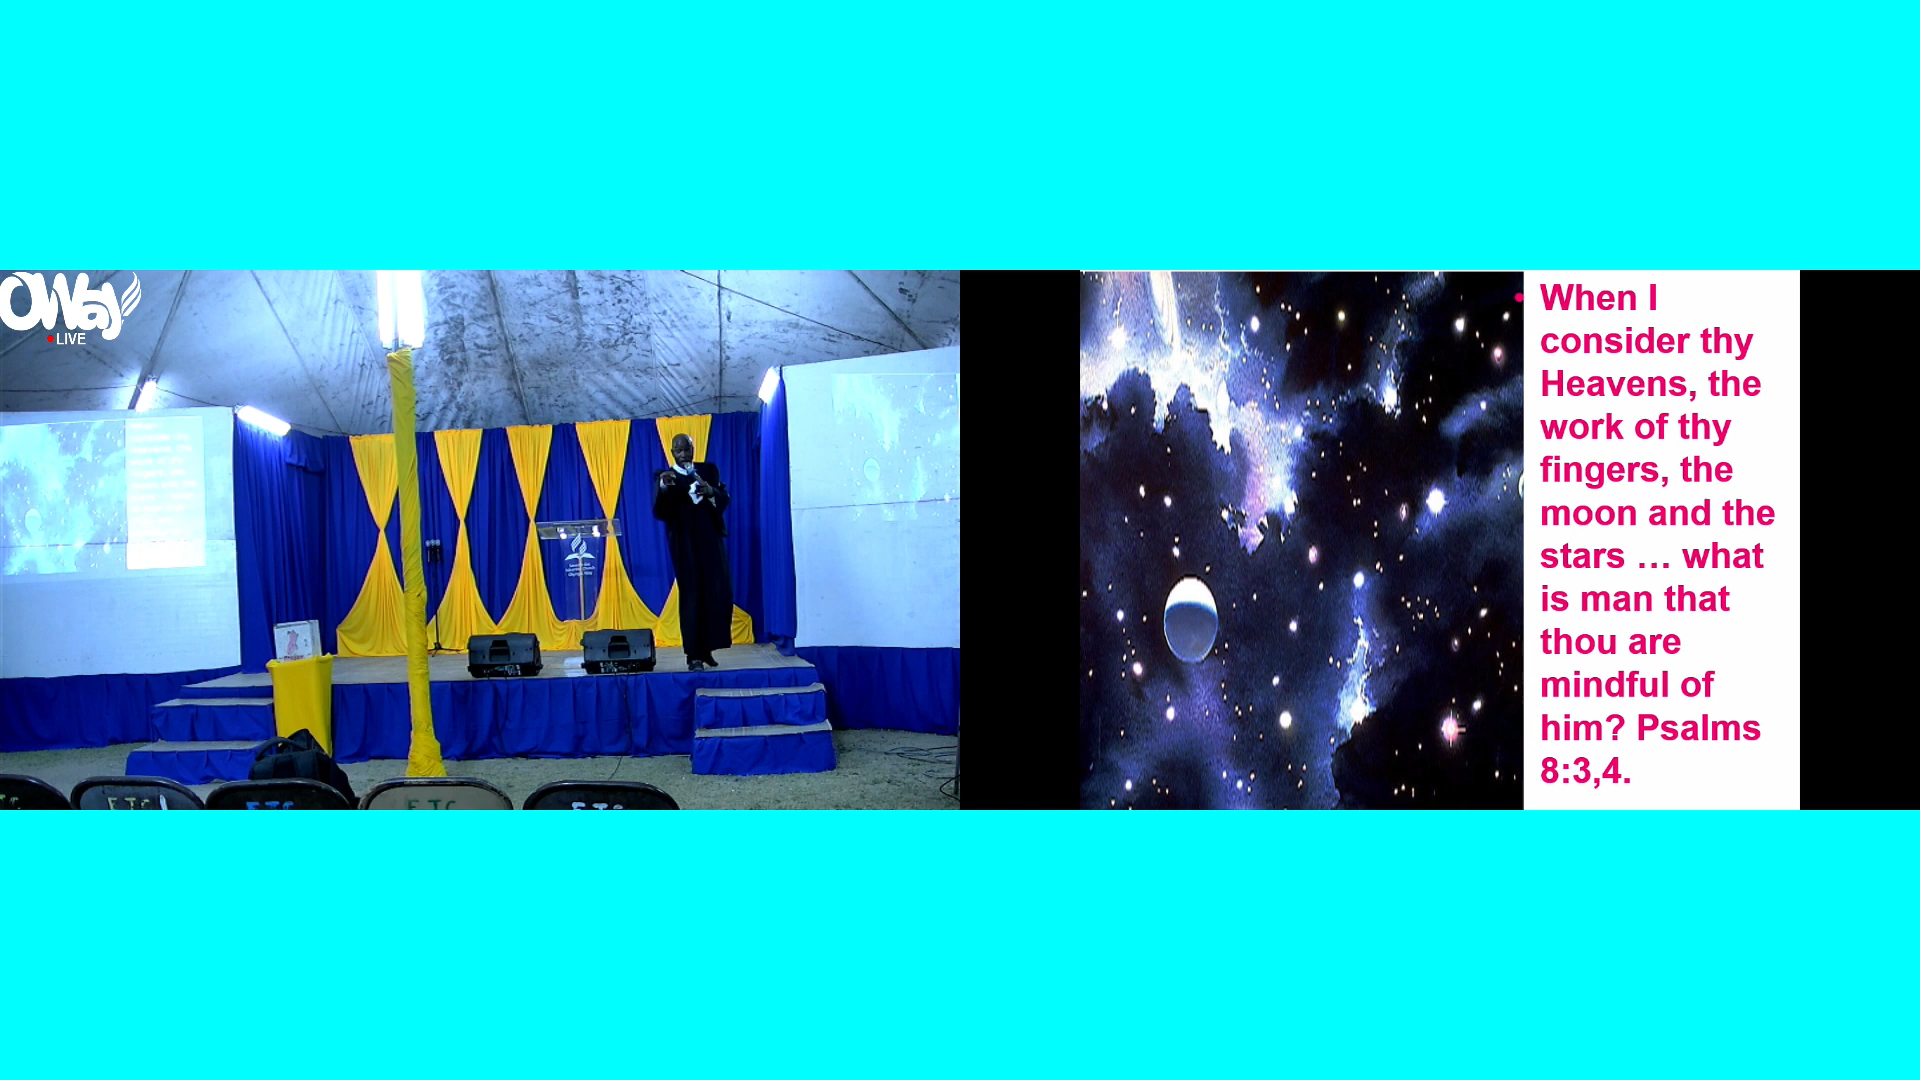 OWay
LIVE
When I
consider thy
Heavens, the
work of thy
fingers, the
moon and the
stars … what
is man that
thou are
mindful of
him? Psalms
8:3,4.